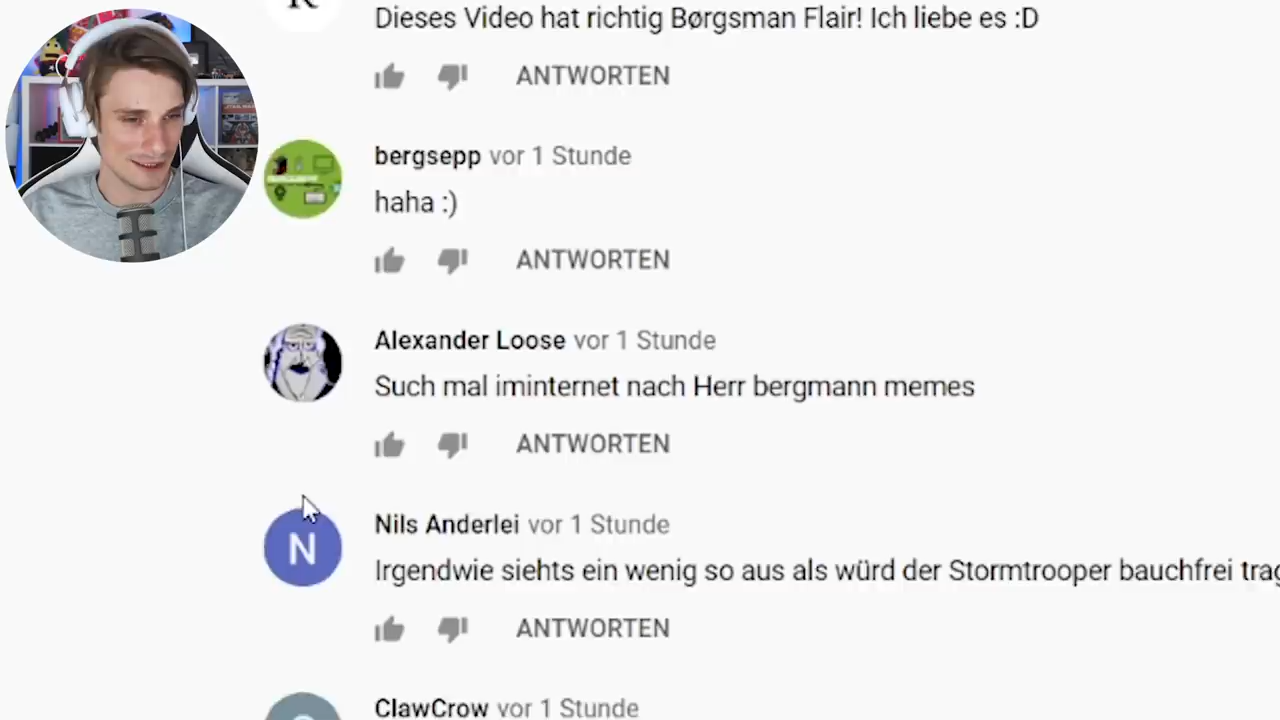 Dieses Video hat richtig Børgsman Flair! Ich liebe es :D
ANTWORTEN
bergsepp vor 1 Stunde
haha :)
ANTWORTEN
Alexander Loose vor 1 Stunde
Such mal iminternet nach Herr bergmann memes
ANTWORTEN
N
Nils Anderlei vor 1 Stunde
Irgendwie siehts ein wenig so aus als würd der Stormtrooper bauchfrei trag
ANTWORTEN
ClawCrow vor 1 Stunde